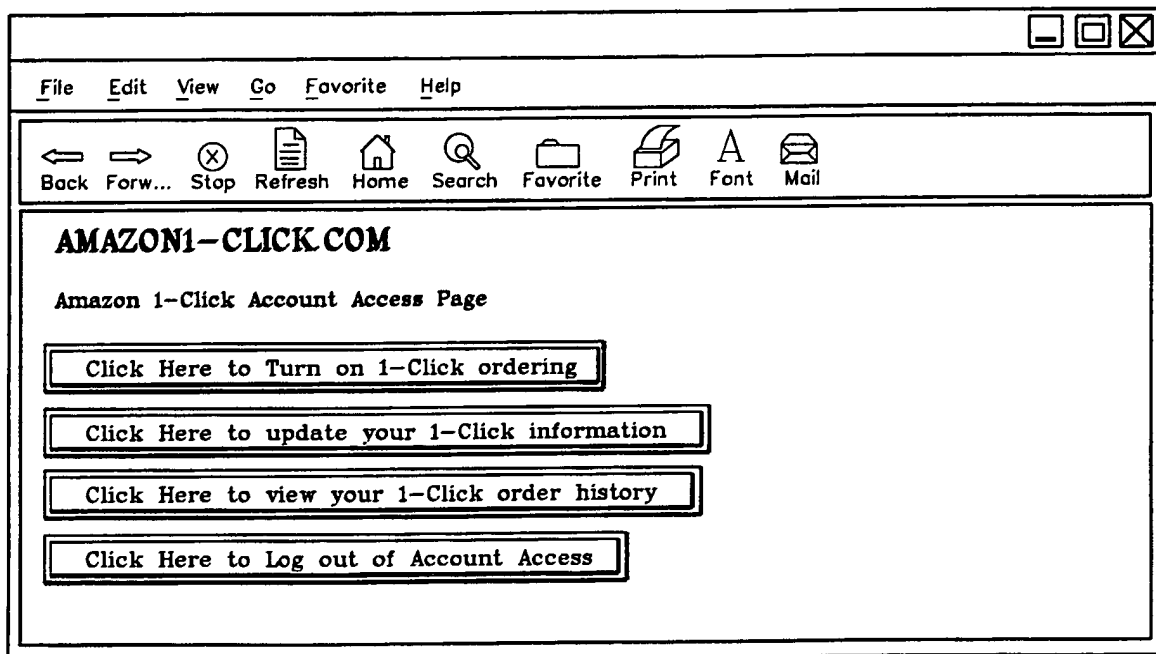 File Edit View Go Favorite Help
Back Forw... Stop Refresh Home Search Favorite Print Font Mail
AMAZON1-CLICK.COM
Amazon 1-Click Account Access Page
Click Here to Turn on 1-Click ordering
Click Here to update your 1-Click information
Click Here to view your 1-Click order history
Click Here to Log out of Account Access